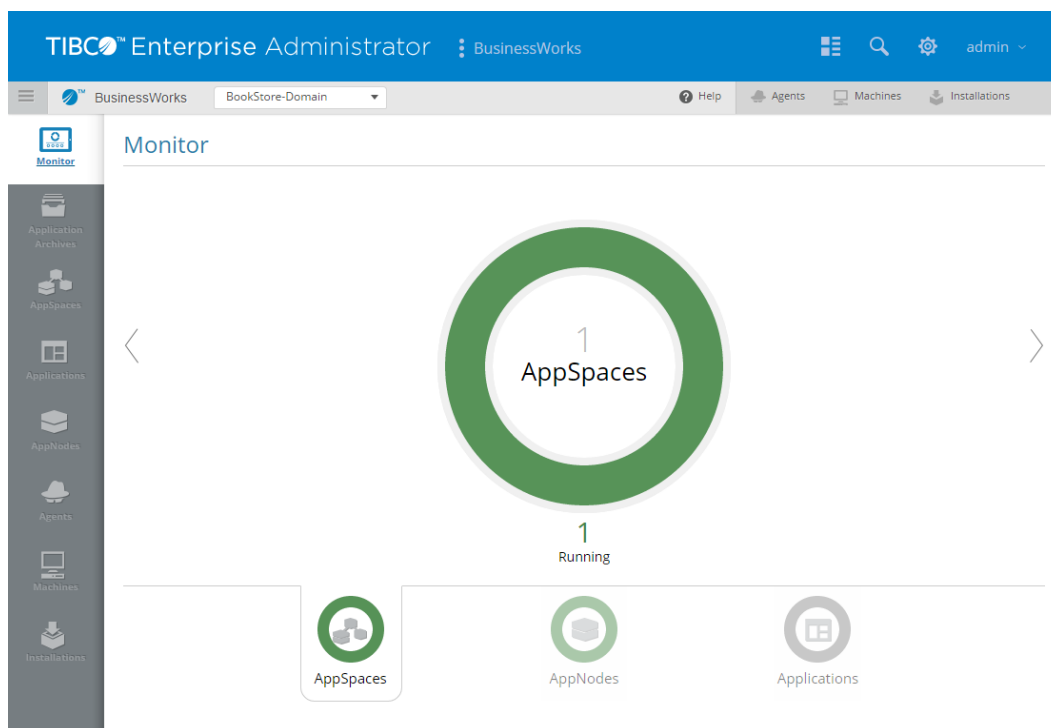 TIBCO™ Enterprise Administrator BusinessWorks admin
™ BusinessWorks BookStore-Domain Help Agents Machines Installations
Monitor
Application
Archives
AppSpaces
Applications
AppNodes
Agents
Machines
Installations
Monitor
1
AppSpaces
1
Running
AppSpaces AppNodes Applications